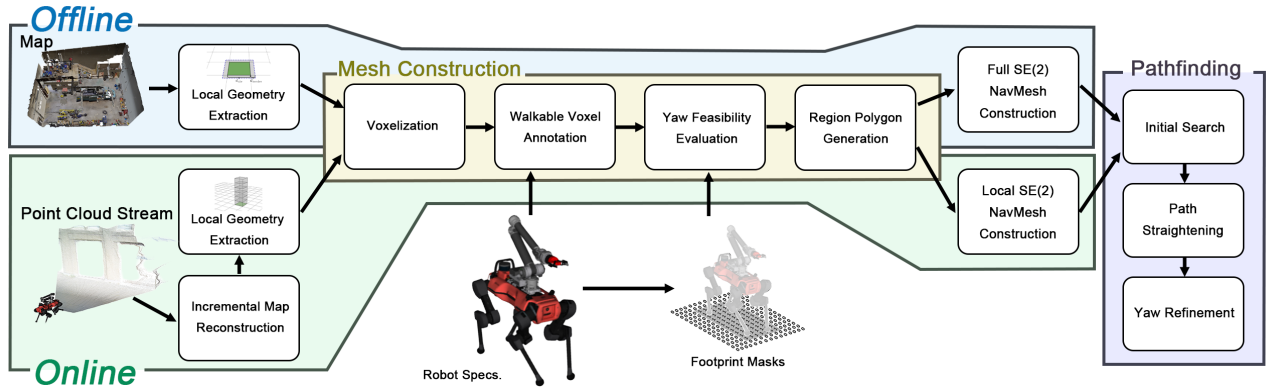 Offline
Map
Local Geometry
Extraction
Mesh Construction
Voxelization
Walkable Voxel
Annotation
Yaw Feasibility
Evaluation
Region Polygon
Generation
Full SE(2)
NavMesh
Construction
Pathfinding
Initial Search
Path
Straightening
Yaw Refinement
Point Cloud Stream
Local Geometry
Extraction
Incremental Map
Reconstruction
Local SE(2)
NavMesh
Construction
Robot Specs.
Footprint Masks
Online